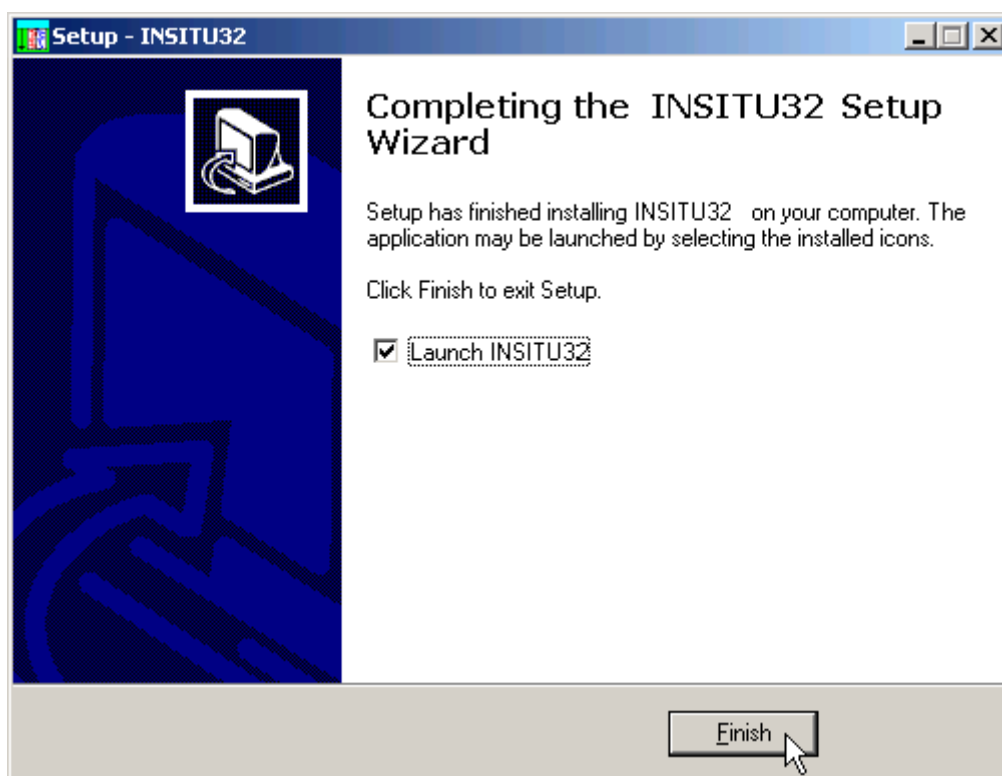 Setup - INSITU32
Completing the INSITU32 Setup
Wizard
Setup has finished installing INSITU32 on your computer. The
application may be launched by selecting the installed icons.
Click Finish to exit Setup.
Launch INSITU32
Finish